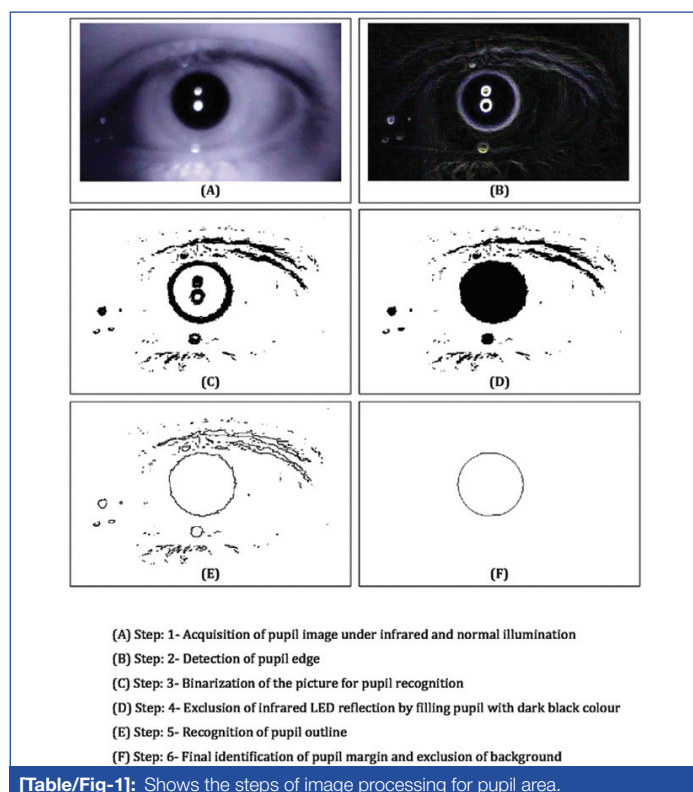 (A)
(B)
(C)
(D)
(E)
(F)
(A) Step: 1- Acquisition of pupil image under infrared and normal illumination
(B) Step: 2- Detection of pupil edge
(C) Step: 3- Binarization of the picture for pupil recognition
(D) Step: 4- Exclusion of infrared LED reflection by filling pupil with dark black colour
(E) Step: 5- Recognition of pupil outline
(F) Step: 6- Final identification of pupil margin and exclusion of background
[Table/Fig-1]: Shows the steps of image processing for pupil area.